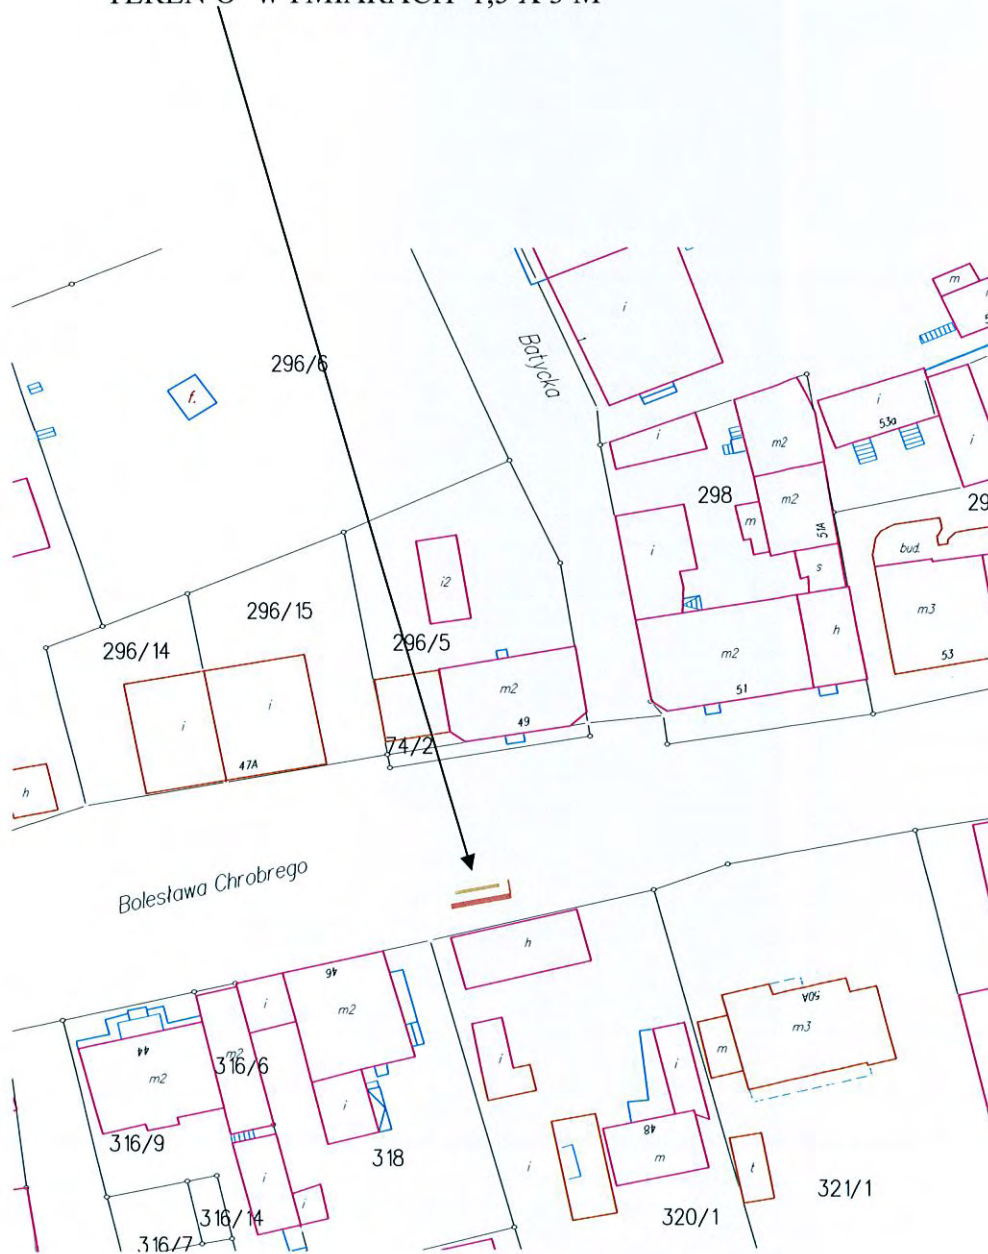 TEREN O WYMIARACH 1,5 X 5 M
296/6
f.
Batycka
i
m
i
53a
i
i
m2
298
m2
m
51A
s
bud.
m3
53
h
m2
51
i
i2
296/15
296/5
296/14
m2
49
74/2
i
i
47A
h
Bolesława Chrobrego
h
46
m2
i
44
m2
m2
316/6
i
i
m
50A
m3
i
316/9
318
48
m
i
t
321/1
320/1
i
i
316/14
316/7